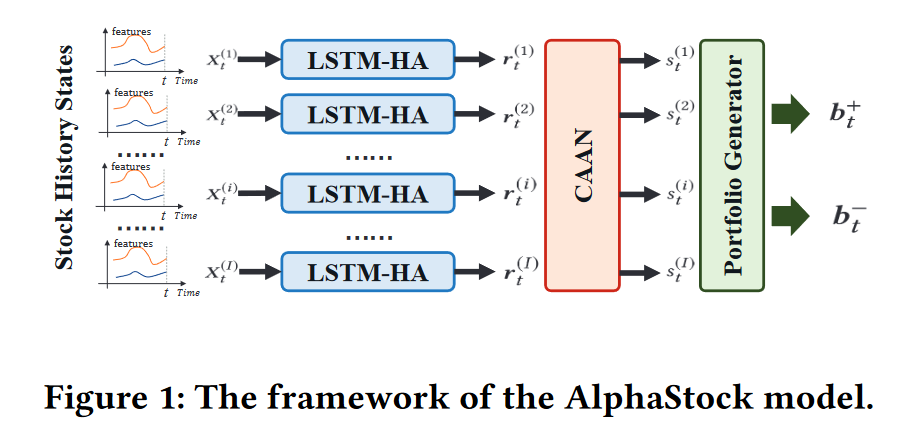 Stock History States
features
t Time
x_t^{(1)}
LSTM-HA
r_t^{(1)}
s_t^{(1)}
features
t Time
x_t^{(2)}
LSTM-HA
r_t^{(2)}
s_t^{(2)}
......
......
features
t Time
x_t^{(i)}
LSTM-HA
r_t^{(i)}
s_t^{(i)}
......
......
features
t Time
x_t^{(I)}
LSTM-HA
r_t^{(I)}
s_t^{(I)}
CAAN
Portfolio Generator
b_t^+
b_t^-
Figure 1: The framework of the AlphaStock model.